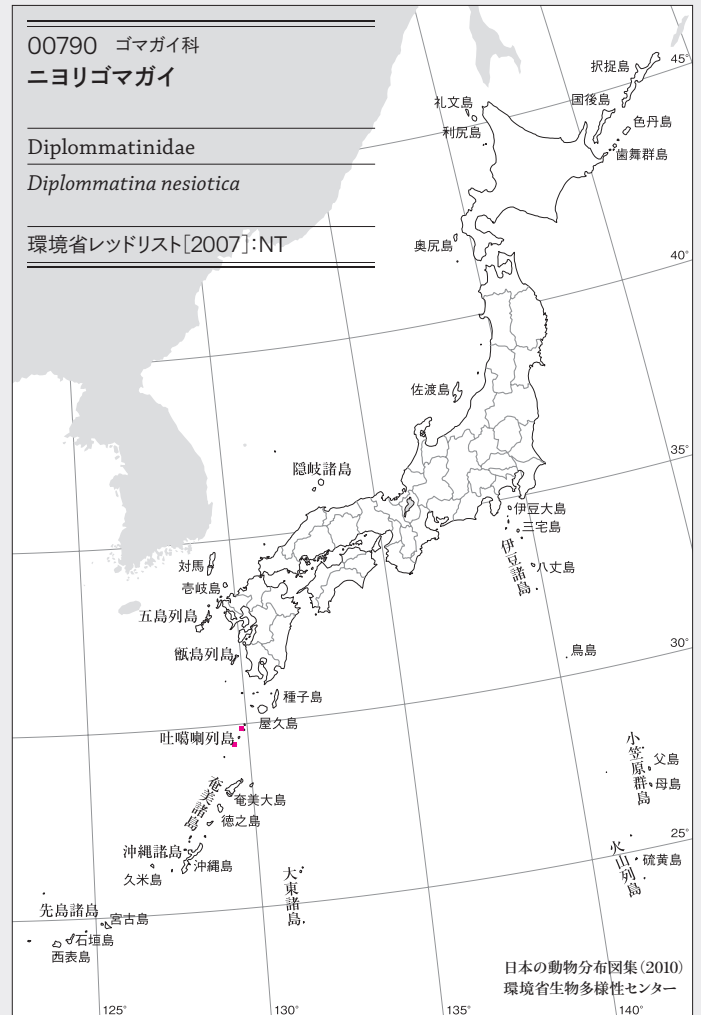 00790 ゴマガイ科
ニヨリゴマガイ
Diplommatinidae
Diplommatina nesiotica
環境省レッドリスト[2007]:NT
択捉島
45°
礼文島
国後島
色丹島
利尻島
歯舞群島
奥尻島
40°
佐渡島
35°
隠岐諸島
伊豆大島
三宅島
伊豆諸島
八丈島
対馬
壱岐島
五島列島
甑島列島
鳥島
30°
種子島
屋久島
吐噶喇列島
小笠原群島
父島
母島
奄美諸島
奄美大島
徳之島
25°
沖縄諸島
沖縄島
久米島
火山列島
硫黄島
大東諸島
先島諸島
宮古島
石垣島
西表島
日本の動物分布図集(2010)
環境省生物多様性センター
125°
130°
135°
140°